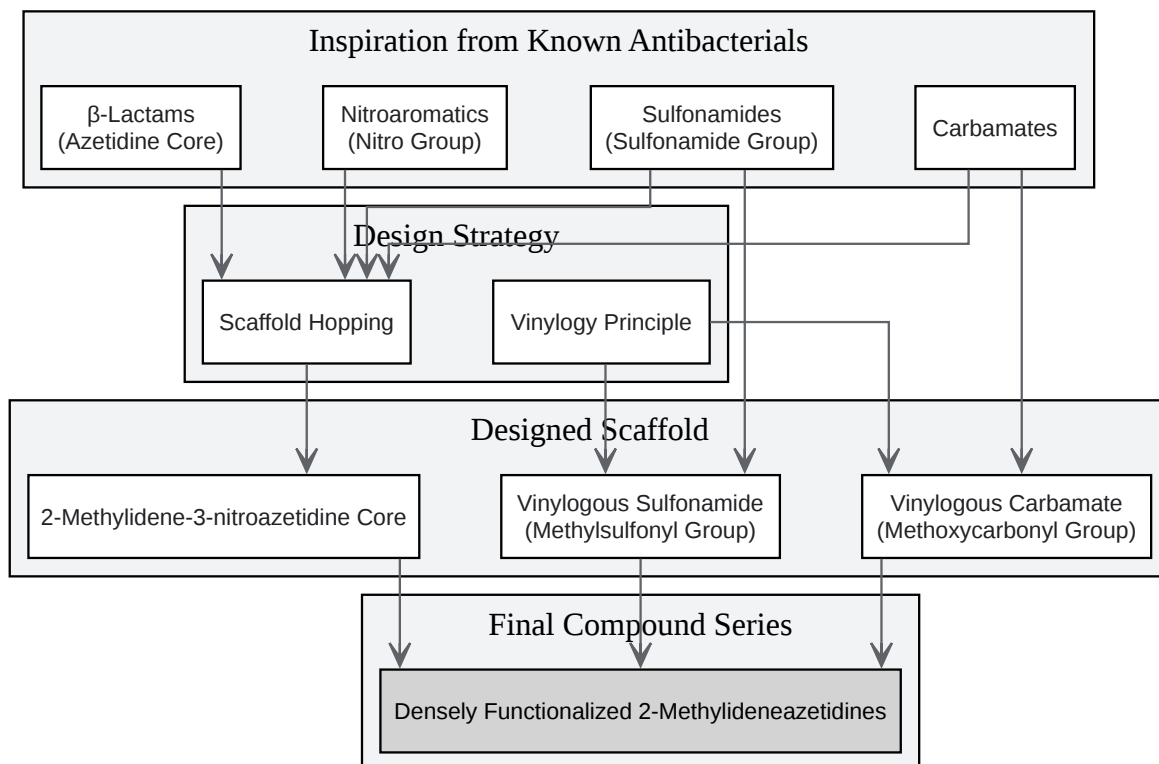 Inspiration from Known Antibacterials
β-Lactams
(Azetidine Core)
Nitroaromatics
(Nitro Group)
Sulfonamides
(Sulfonamide Group)
Carbamates
Design Strategy
Scaffold Hopping
Vinylogy Principle
Designed Scaffold
2-Methylidene-3-nitroazetidine Core
Vinylogous Sulfonamide
(Methylsulfonyl Group)
Vinylogous Carbamate
(Methoxycarbonyl Group)
Final Compound Series
Densely Functionalized 2-Methylideneazetidines